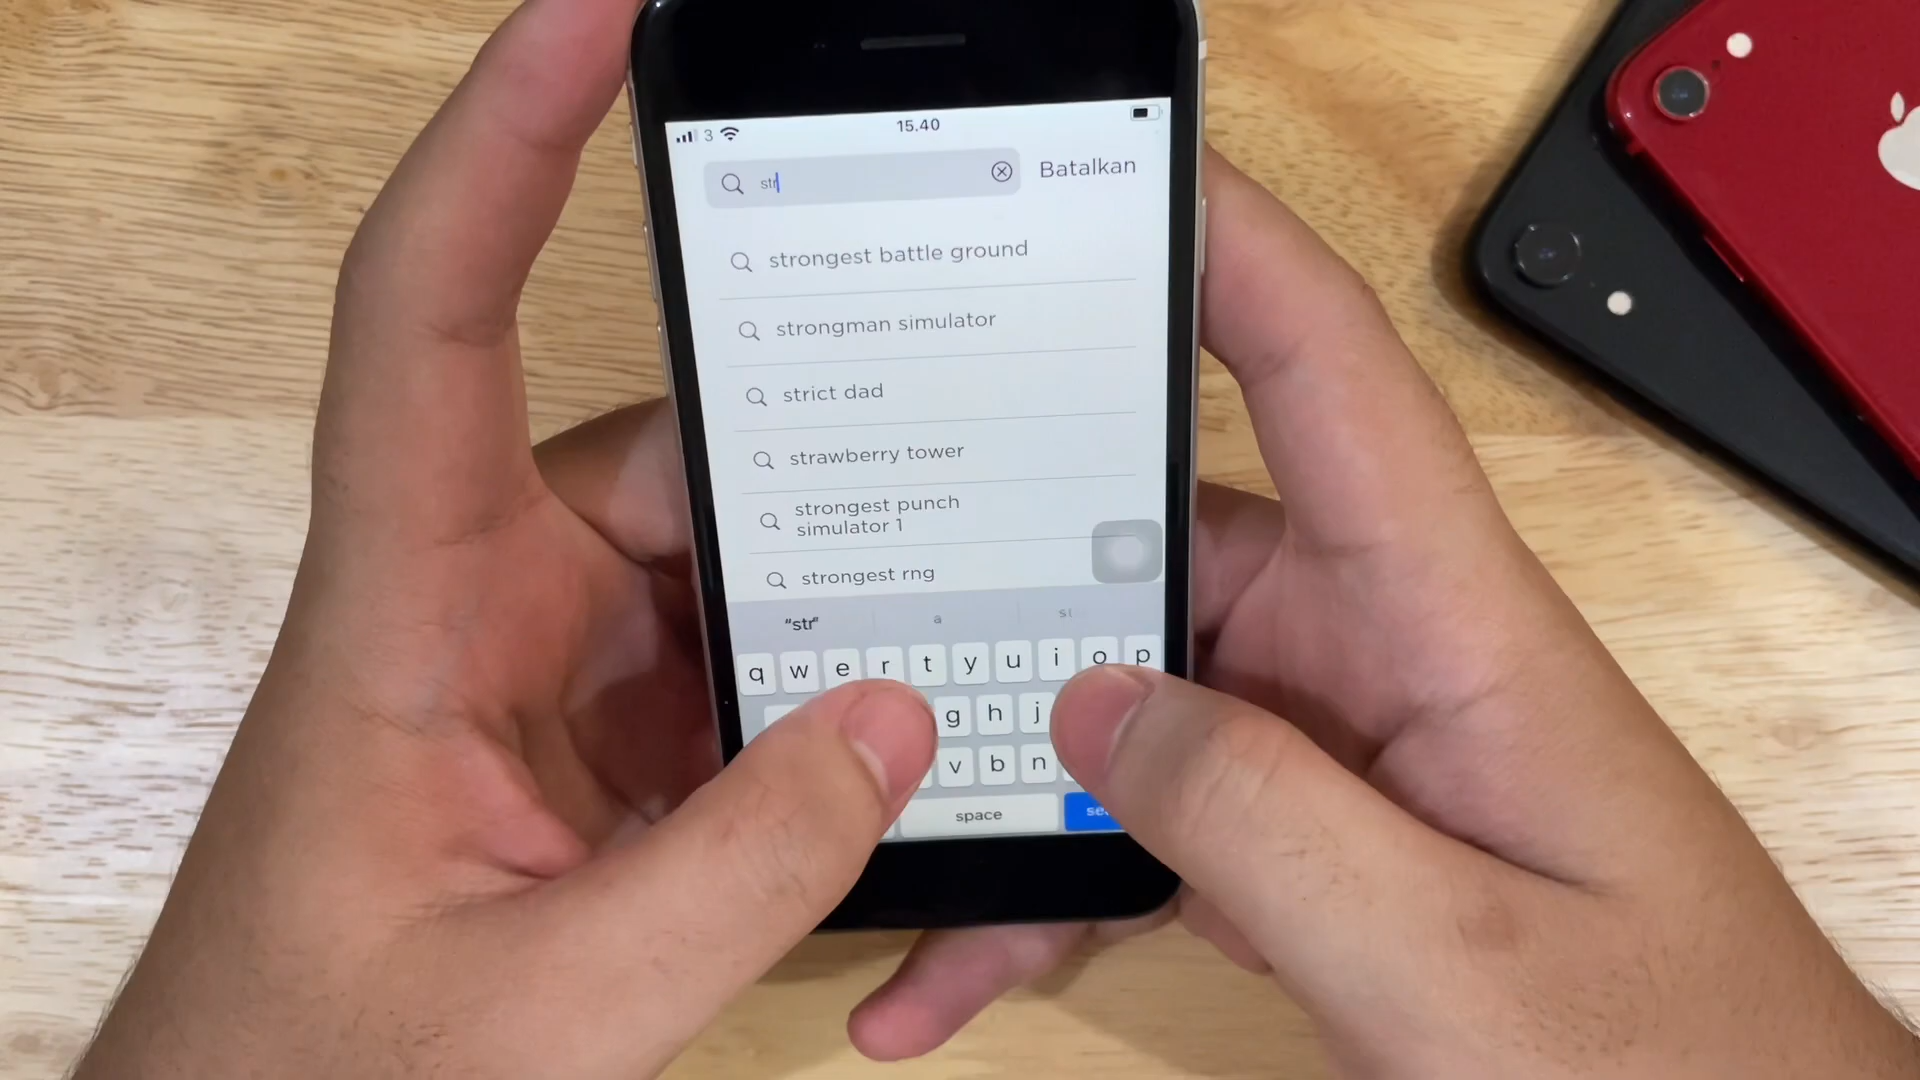 3
15.40
str
Batalkan
strongest battle ground
strongman simulator
strict dad
strawberry tower
strongest punch
simulator 1
strongest rng
"str" a
q w e r t y u i o p
g h j
v b n
space